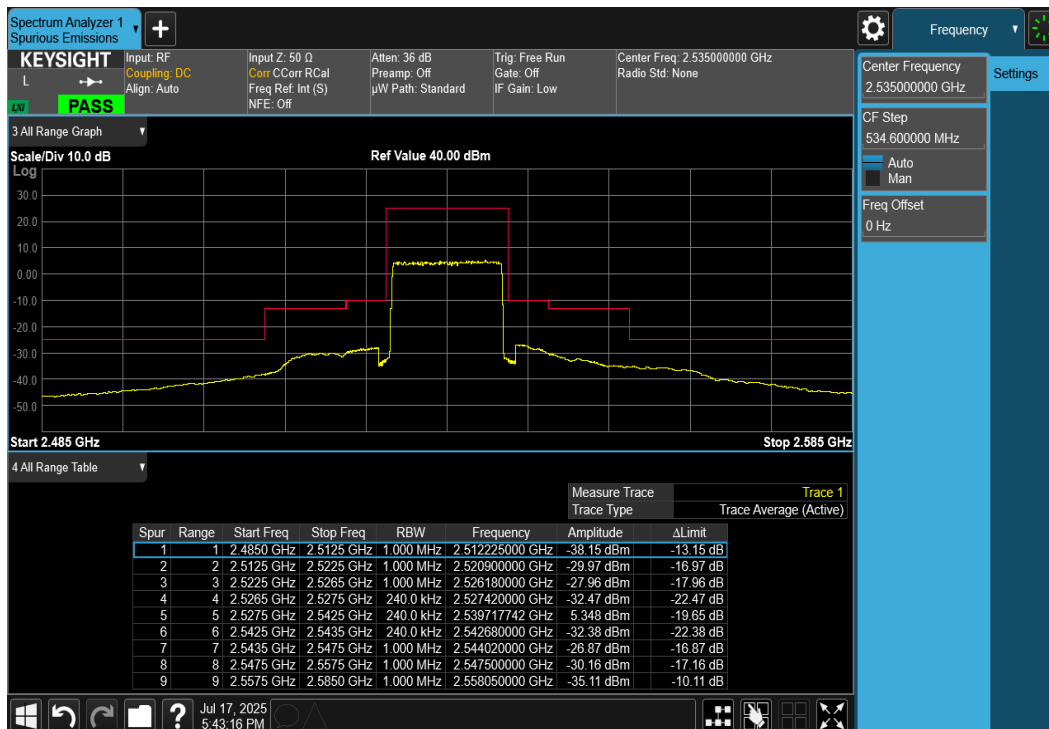 Spectrum Analyzer 1
Spurious Emissions
+
Frequency
KEYSIGHT
L
LXI
PASS
Input: RF
Coupling: DC
Align: Auto
Input Z: 50 Ω
Corr CCorr RCal
Freq Ref: Int (S)
NFE: Off
Atten: 36 dB
Preamp: Off
µW Path: Standard
Trig: Free Run
Gate: Off
IF Gain: Low
Center Freq: 2.535000000 GHz
Radio Std: None
Center Frequency
2.535000000 GHz
Settings
CF Step
534.600000 MHz
Auto
Man
Freq Offset
0 Hz
3 All Range Graph
Scale/Div 10.0 dB
Ref Value 40.00 dBm
Log
30.0
20.0
10.0
0.00
-10.0
-20.0
-30.0
-40.0
-50.0
Start 2.485 GHz
Stop 2.585 GHz
4 All Range Table
Measure Trace Trace 1
Trace Type Trace Average (Active)
Spur Range Start Freq Stop Freq RBW Frequency Amplitude ΔLimit
1 1 2.4850 GHz 2.5125 GHz 1.000 MHz 2.512225000 GHz -38.15 dBm -13.15 dB
2 2 2.5125 GHz 2.5225 GHz 1.000 MHz 2.520900000 GHz -29.97 dBm -16.97 dB
3 3 2.5225 GHz 2.5265 GHz 1.000 MHz 2.526180000 GHz -27.96 dBm -17.96 dB
4 4 2.5265 GHz 2.5275 GHz 240.0 kHz 2.527420000 GHz -32.47 dBm -22.47 dB
5 5 2.5275 GHz 2.5425 GHz 240.0 kHz 2.539717742 GHz 5.348 dBm -19.65 dB
6 6 2.5425 GHz 2.5435 GHz 240.0 kHz 2.542680000 GHz -32.38 dBm -22.38 dB
7 7 2.5435 GHz 2.5475 GHz 1.000 MHz 2.544020000 GHz -26.87 dBm -16.87 dB
8 8 2.5475 GHz 2.5575 GHz 1.000 MHz 2.547500000 GHz -30.16 dBm -17.16 dB
9 9 2.5575 GHz 2.5850 GHz 1.000 MHz 2.558050000 GHz -35.11 dBm -10.11 dB
?
Jul 17, 2025
5:43:16 PM